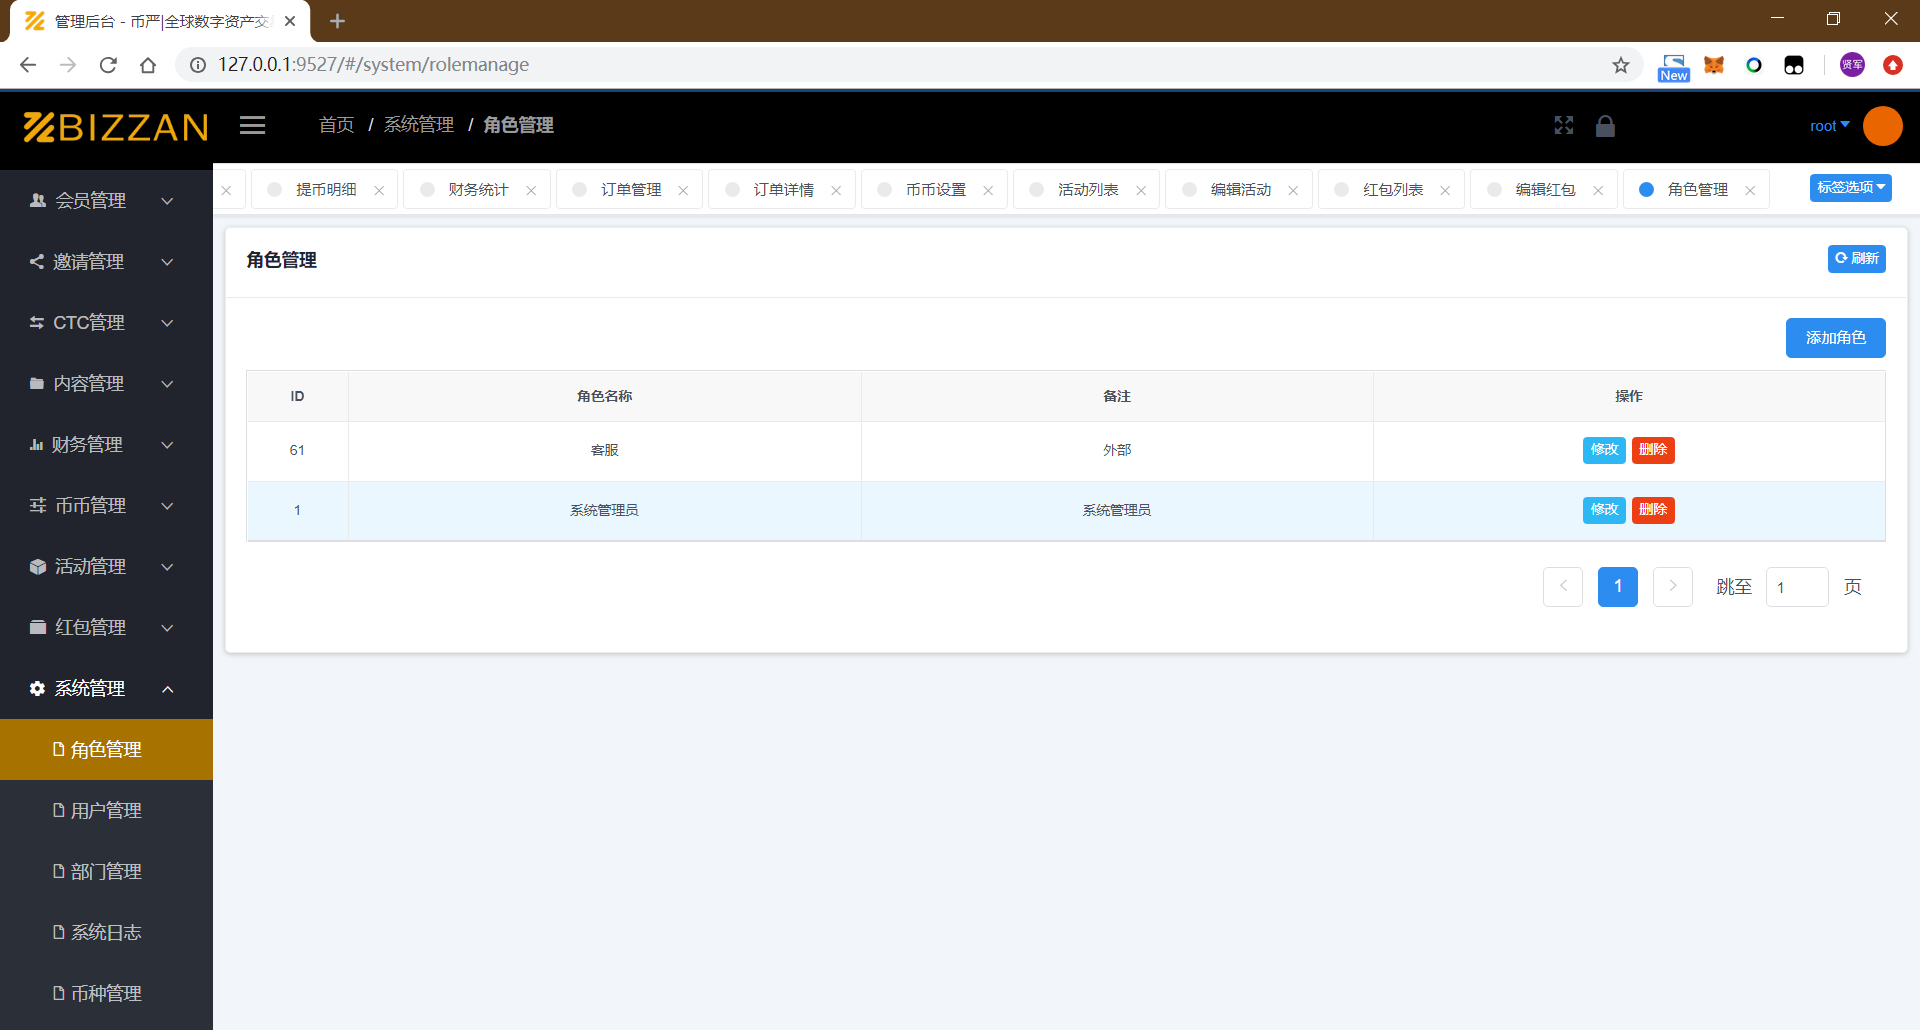 管理后台 - 币严|全球数字资产交
127.0.0.1:9527/#/system/rolemanage
New
贤军
BIZZAN
首页 / 系统管理 / 角色管理
root
提币明细
财务统计
订单管理
订单详情
币币设置
活动列表
编辑活动
红包列表
编辑红包
角色管理
标签选项
会员管理
邀请管理
CTC管理
内容管理
财务管理
币币管理
活动管理
红包管理
系统管理
角色管理
用户管理
部门管理
系统日志
币种管理
角色管理
刷新
添加角色
ID 角色名称 备注 操作
61 客服 外部 修改 删除
1 系统管理员 系统管理员 修改 删除
1 跳至 1 页